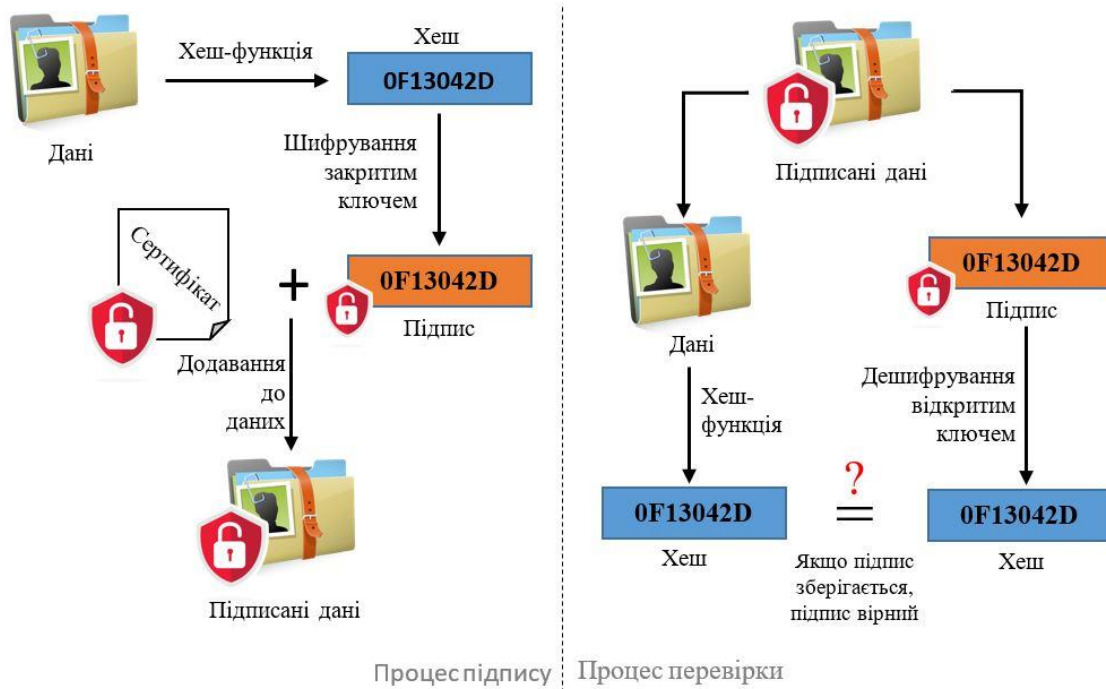 Хеш-функція
Хеш
0F13042D
Дані
Шифрування
закритим
ключем
Сертифікат
+
0F13042D
Підпис
Додавання
до
даних
Підписані дані
Процес підпису
Підписані дані
Дані
0F13042D
Підпис
Хеш-
функція
Дешифрування
відкритим
ключем
0F13042D
Хеш
?
=
Якщо підпис
зберігається,
підпис вірний
0F13042D
Хеш
Процес перевірки